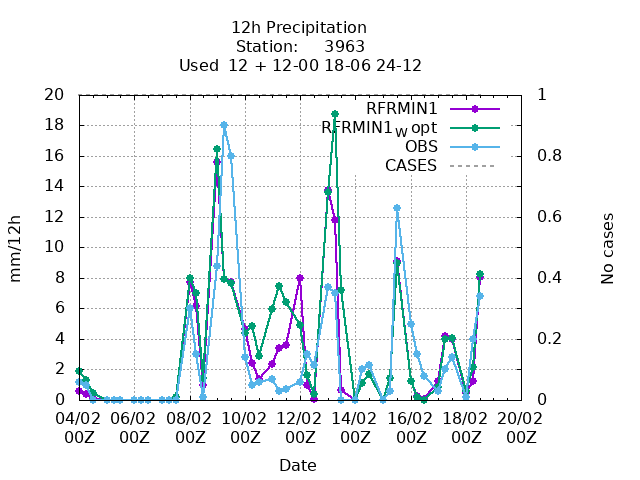 12h Precipitation
Station:     3963
Used  12 + 12-00 18-06 24-12
20
18
16
14
12
10
8
6
4
2
0
1
0.8
0.6
0.4
0.2
0
mm/12h
No cases
RFRMIN1
RFRMIN1w opt
OBS
CASES
04/02 06/02 08/02 10/02 12/02 14/02 16/02 18/02 20/02
00Z 00Z 00Z 00Z 00Z 00Z 00Z 00Z 00Z
Date